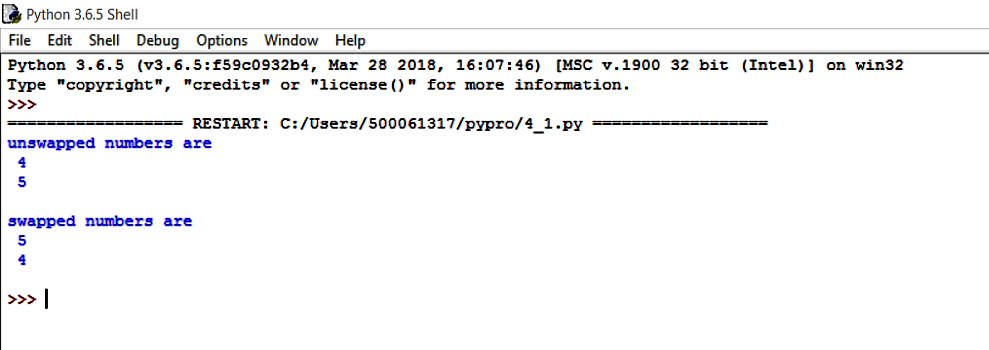 Python 3.6.5 Shell
File Edit Shell Debug Options Window Help
Python 3.6.5 (v3.6.5:f59c0932b4, Mar 28 2018, 16:07:46) [MSC v.1900 32 bit (Intel)] on win32
Type "copyright", "credits" or "license()" for more information.
>>>
================== RESTART: C:/Users/500061317/pypro/4_1.py ==================
unswapped numbers are
4
5
swapped numbers are
5
4
>>>